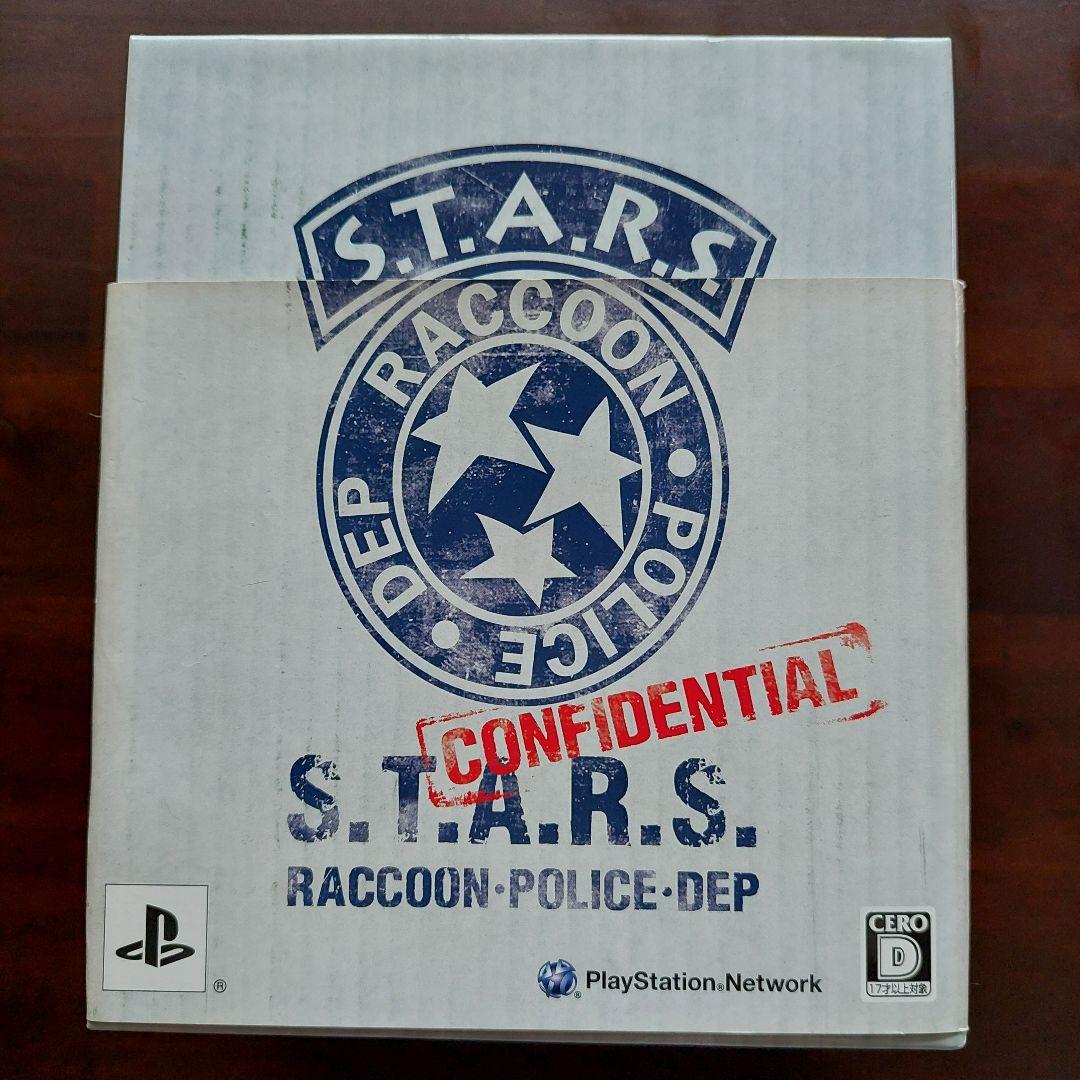 S.T.A.R.S.
RACCOON・POLICE・DEP
CONFIDENTIAL
S.T.A.R.S.
RACCOON・POLICE・DEP
®
PlayStation®Network
®
CERO
D
17才以上対象